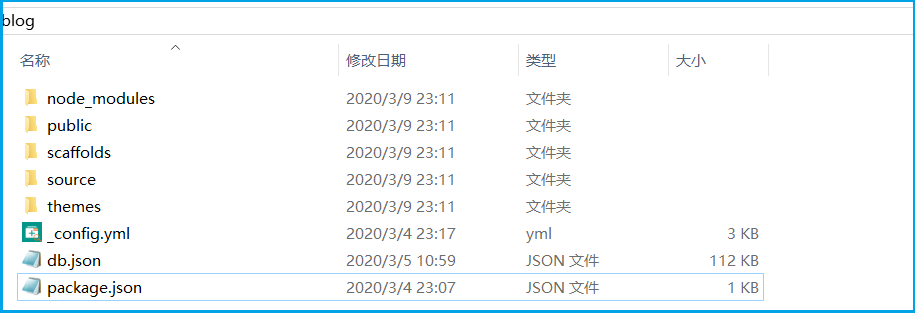 blog
名称 修改日期 类型 大小
node_modules 2020/3/9 23:11 文件夹
public 2020/3/9 23:11 文件夹
scaffolds 2020/3/9 23:11 文件夹
source 2020/3/9 23:11 文件夹
themes 2020/3/9 23:11 文件夹
_config.yml 2020/3/4 23:17 yml 3 KB
db.json 2020/3/5 10:59 JSON 文件 112 KB
package.json 2020/3/4 23:07 JSON 文件 1 KB